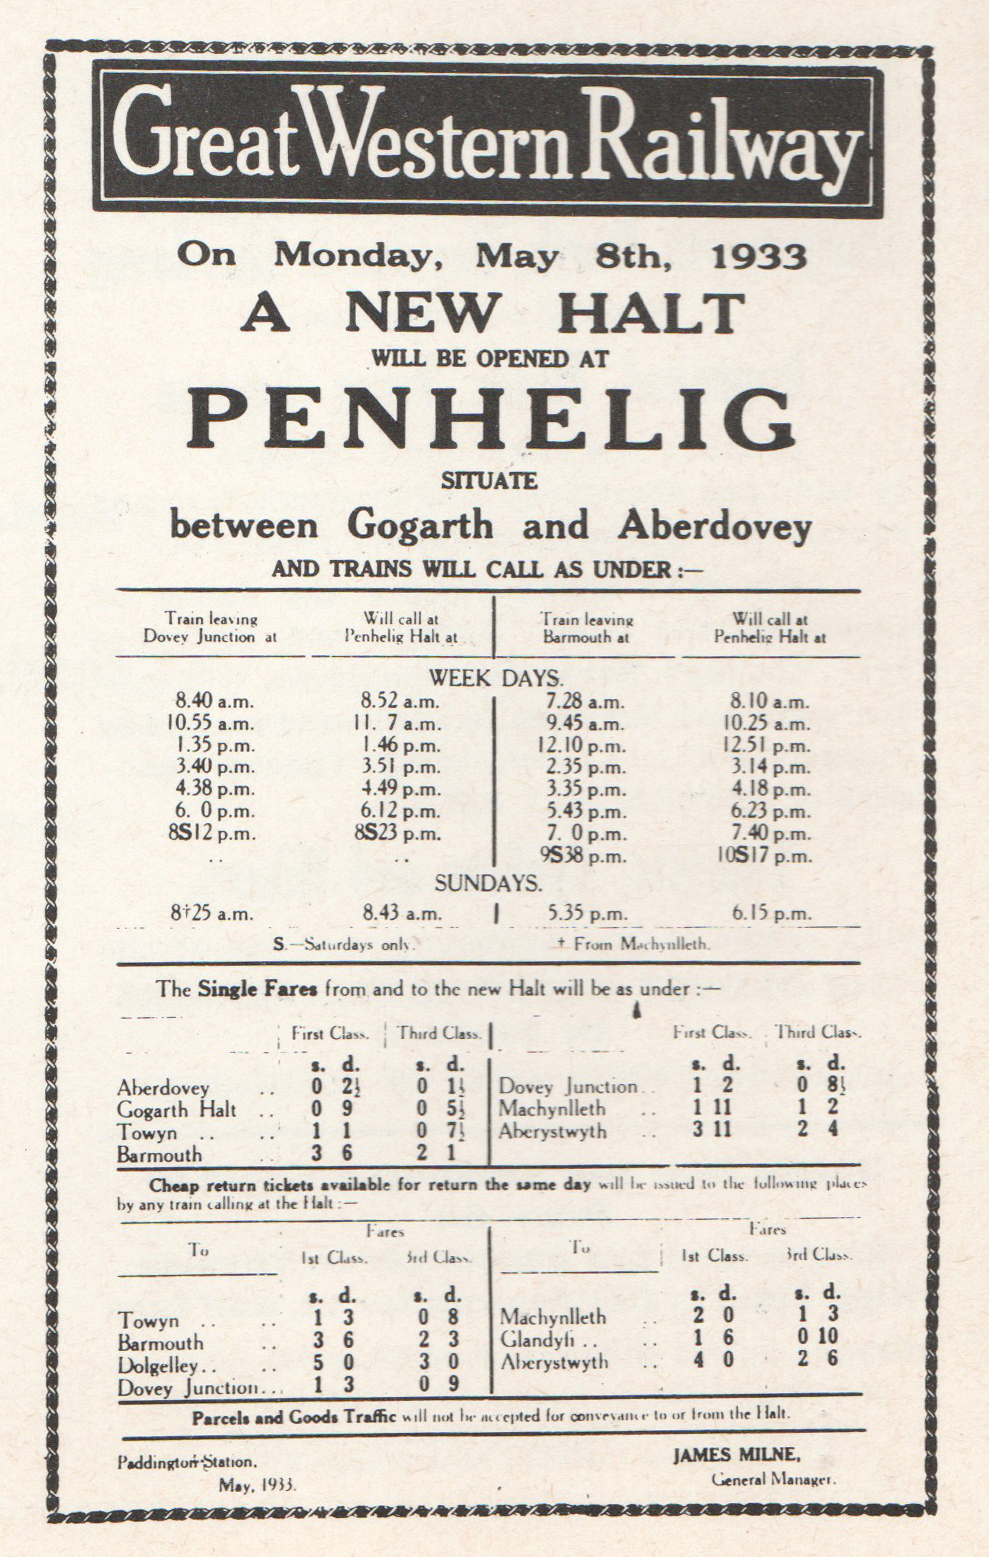 Great Western Railway
On Monday, May 8th, 1933
A NEW HALT
WILL BE OPENED AT
PENHELIG
SITUATE
between Gogarth and Aberdovey
AND TRAINS WILL CALL AS UNDER :—
Train leaving Dovey Junction at | Will call at Penhelig Halt at | Train leaving Barmouth at | Will call at Penhelig Halt at
WEEK DAYS.
8.40 a.m. 8.52 a.m. 7.28 a.m. 8.10 a.m.
10.55 a.m. 11. 7 a.m. 9.45 a.m. 10.25 a.m.
1.35 p.m. 1.46 p.m. 12.10 p.m. 12.51 p.m.
3.40 p.m. 3.51 p.m. 2.35 p.m. 3.14 p.m.
4.38 p.m. 4.49 p.m. 3.35 p.m. 4.18 p.m.
6. 0 p.m. 6.12 p.m. 5.43 p.m. 6.23 p.m.
8S12 p.m. 8S23 p.m. 7. 0 p.m. 7.40 p.m.
.. .. 9S38 p.m. 10S17 p.m.
SUNDAYS.
8†25 a.m. 8.43 a.m. 5.35 p.m. 6.15 p.m.
S.—Saturdays only. † From Machynlleth.
The Single Fares from and to the new Halt will be as under :—
First Class. Third Class. First Class. Third Class.
s. d. s. d. s. d. s. d.
Aberdovey .. 0 2½ 0 1½ Dovey Junction .. 1 2 0 8½
Gogarth Halt .. 0 9 0 5½ Machynlleth .. 1 11 1 2
Towyn .. .. 1 1 0 7½ Aberystwyth .. 3 11 2 4
Barmouth .. 3 6 2 1
Cheap return tickets available for return the same day will be issued to the following places
by any train calling at the Halt :—
To Fares To Fares
1st Class. 3rd Class. 1st Class. 3rd Class.
s. d. s. d. s. d. s. d.
Towyn .. .. 1 3 0 8 Machynlleth .. 2 0 1 3
Barmouth .. 3 6 2 3 Glandyfi .. .. 1 6 0 10
Dolgelley .. .. 5 0 3 0 Aberystwyth .. 4 0 2 6
Dovey Junction ... 1 3 0 9
Parcels and Goods Traffic will not be accepted for conveyance to or from the Halt.
Paddington Station, JAMES MILNE,
May, 1933. General Manager.